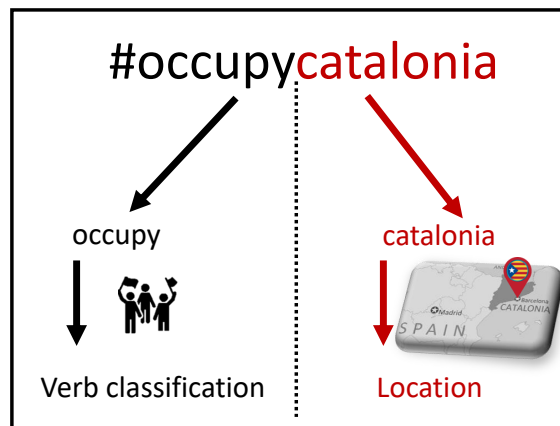 #occupycatalonia
occupy
catalonia
Barcelona
CATALONIA
Madrid
SPAIN
Verb classification
Location